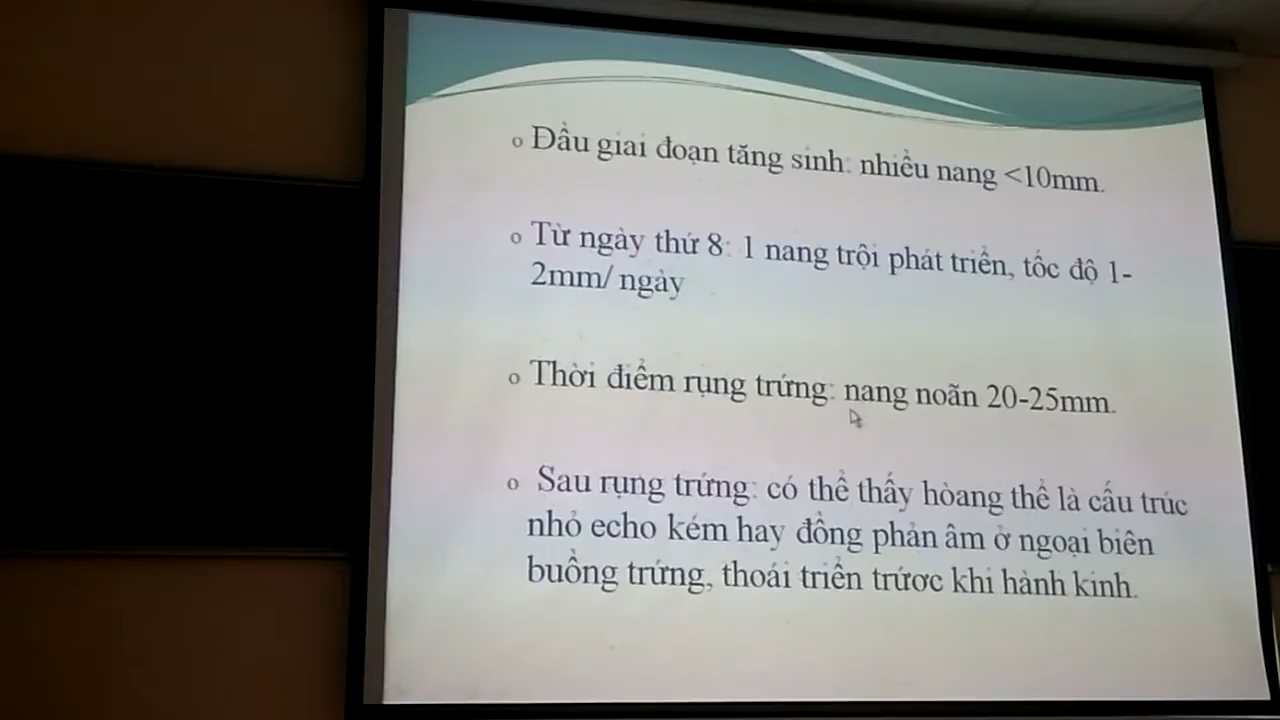 o Đầu giai đoạn tăng sinh: nhiều nang <10mm.
o Từ ngày thứ 8: 1 nang trội phát triển, tốc độ 1-
2mm/ ngày
o Thời điểm rụng trứng: nang noãn 20-25mm.
o Sau rụng trứng: có thể thấy hòang thể là cấu trúc
nhỏ echo kém hay đồng phản âm ở ngoại biên
buồng trứng, thoái triển trứơc khi hành kinh.